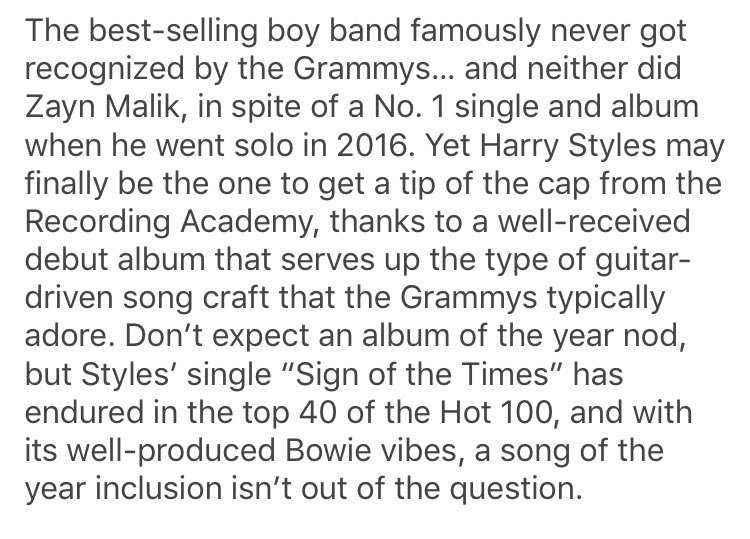 The best-selling boy band famously never got
recognized by the Grammys... and neither did
Zayn Malik, in spite of a No. 1 single and album
when he went solo in 2016. Yet Harry Styles may
finally be the one to get a tip of the cap from the
Recording Academy, thanks to a well-received
debut album that serves up the type of guitar-
driven song craft that the Grammys typically
adore. Don’t expect an album of the year nod,
but Styles’ single “Sign of the Times” has
endured in the top 40 of the Hot 100, and with
its well-produced Bowie vibes, a song of the
year inclusion isn’t out of the question.